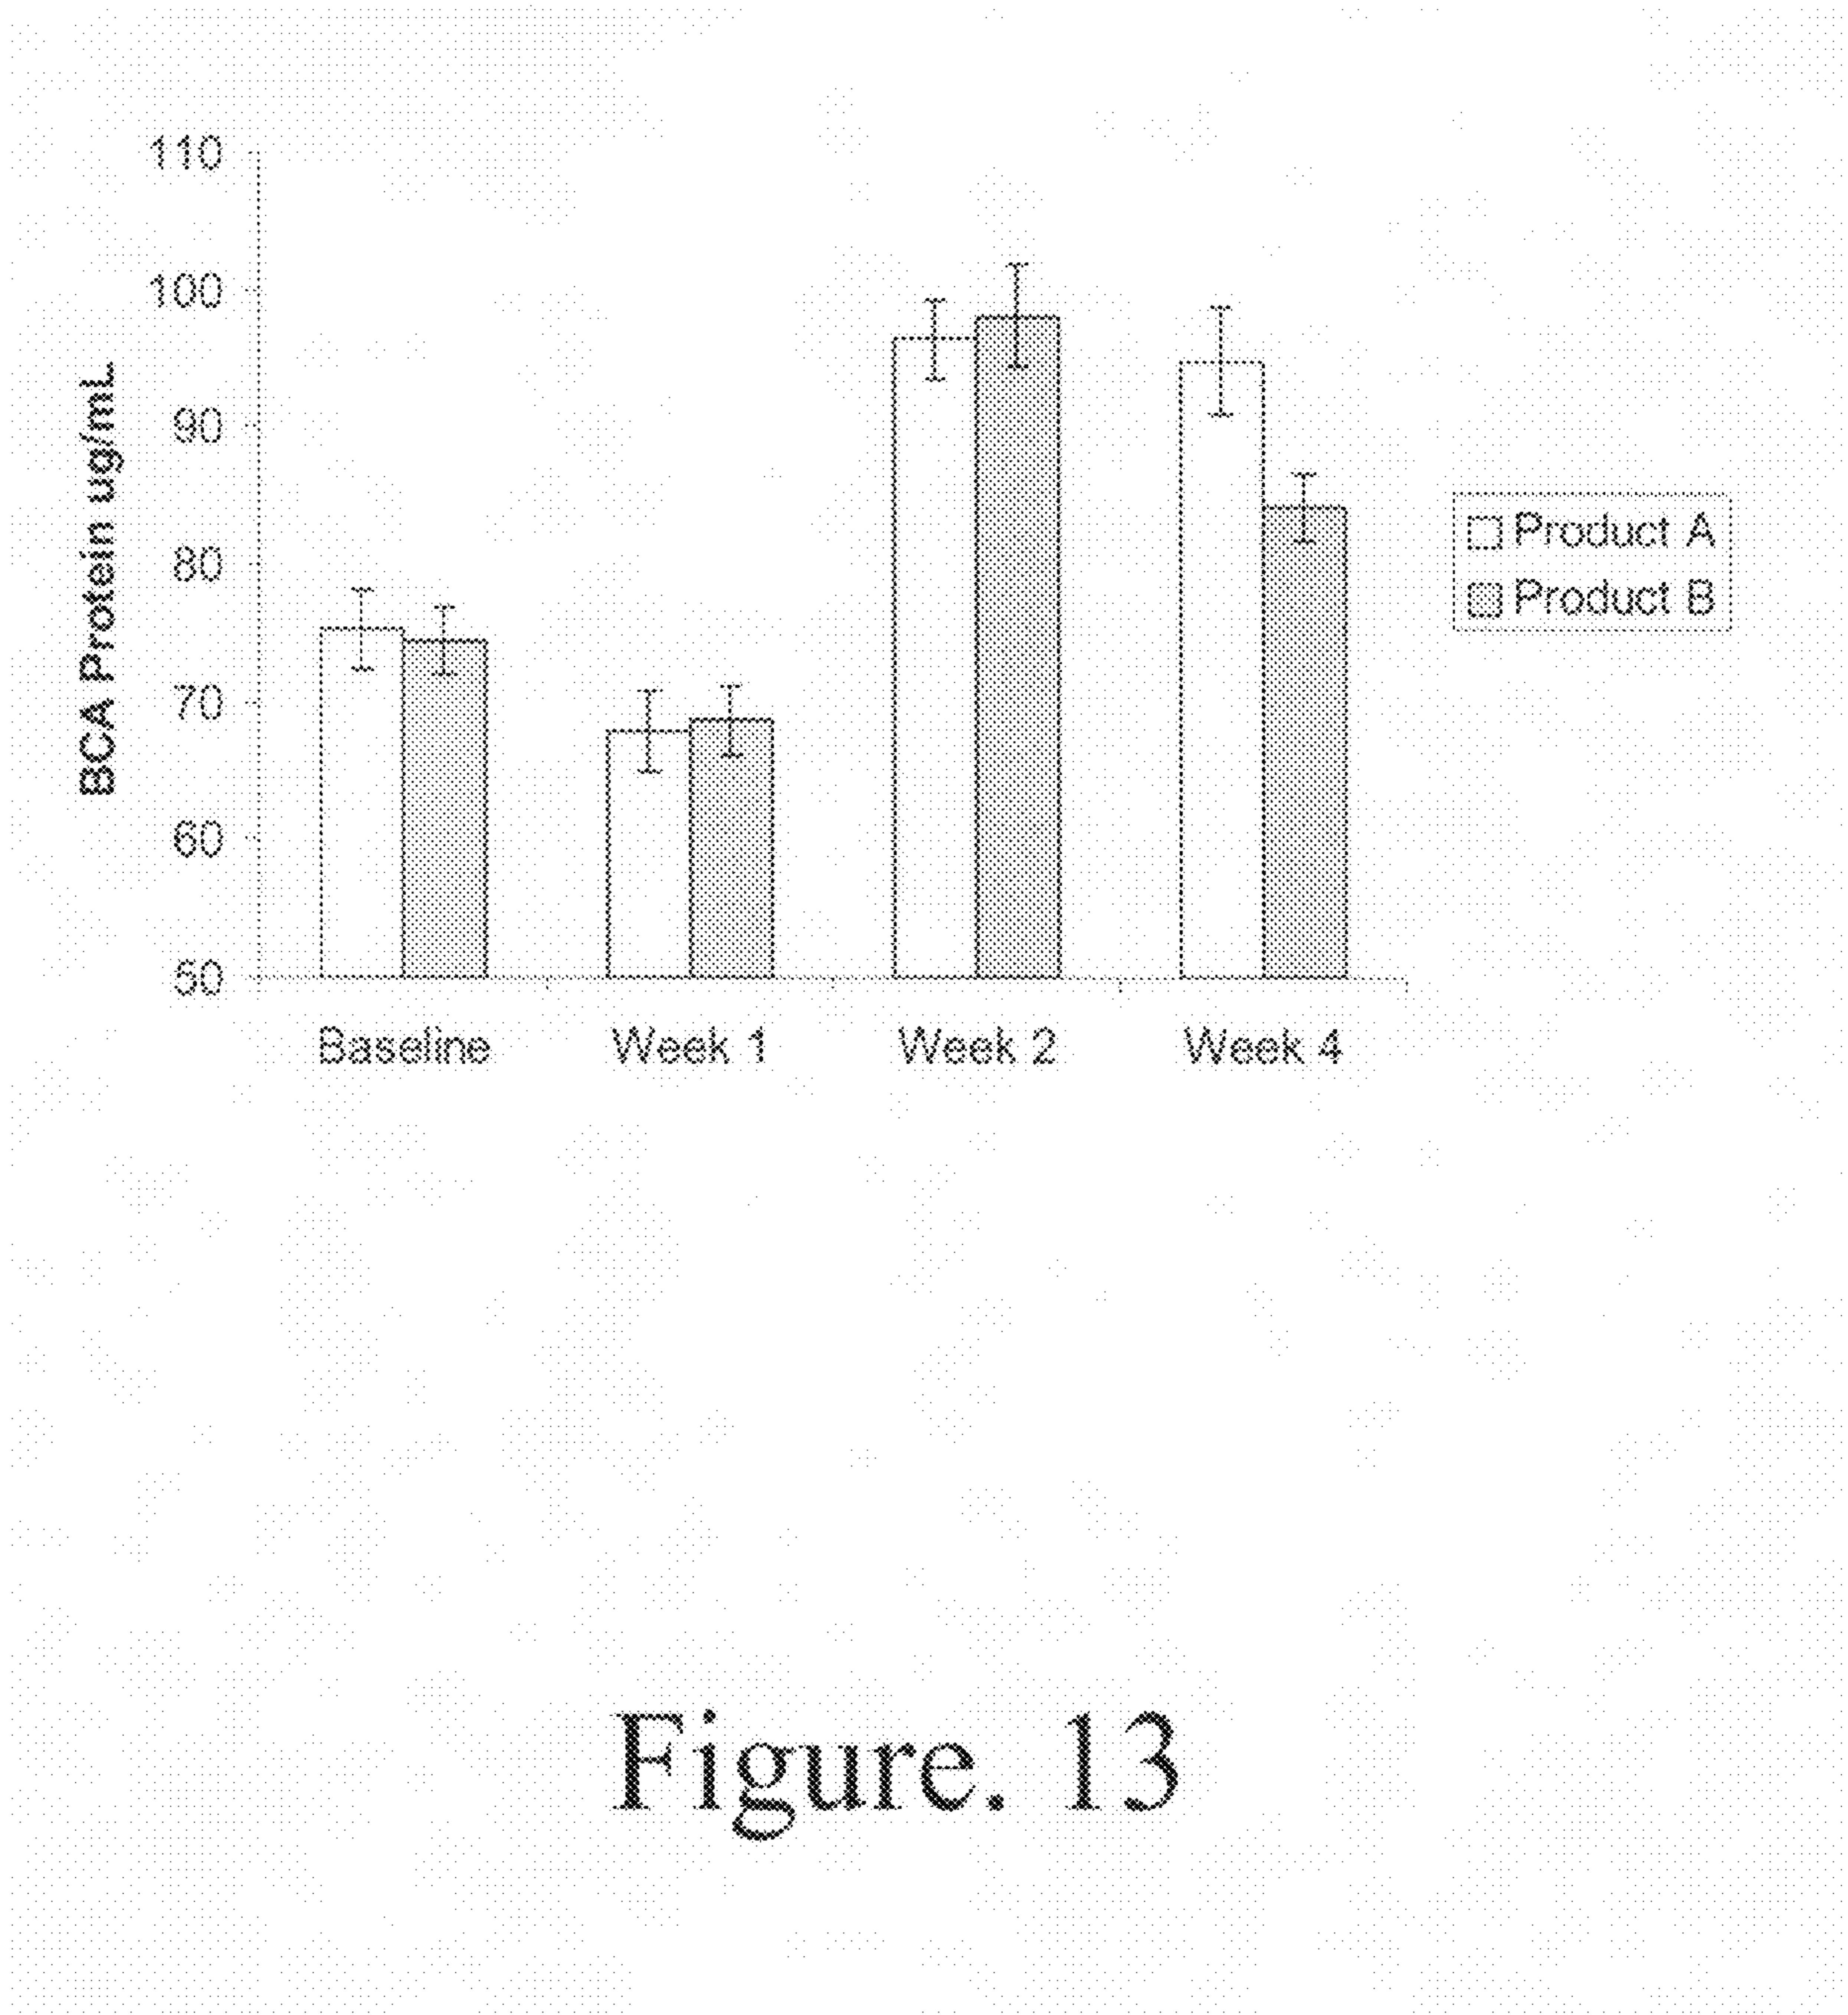 110
100
90
80
70
60
50
BCA Protein ug/mL
Baseline Week 1 Week 2 Week 4
Product A
Product B
Figure. 13